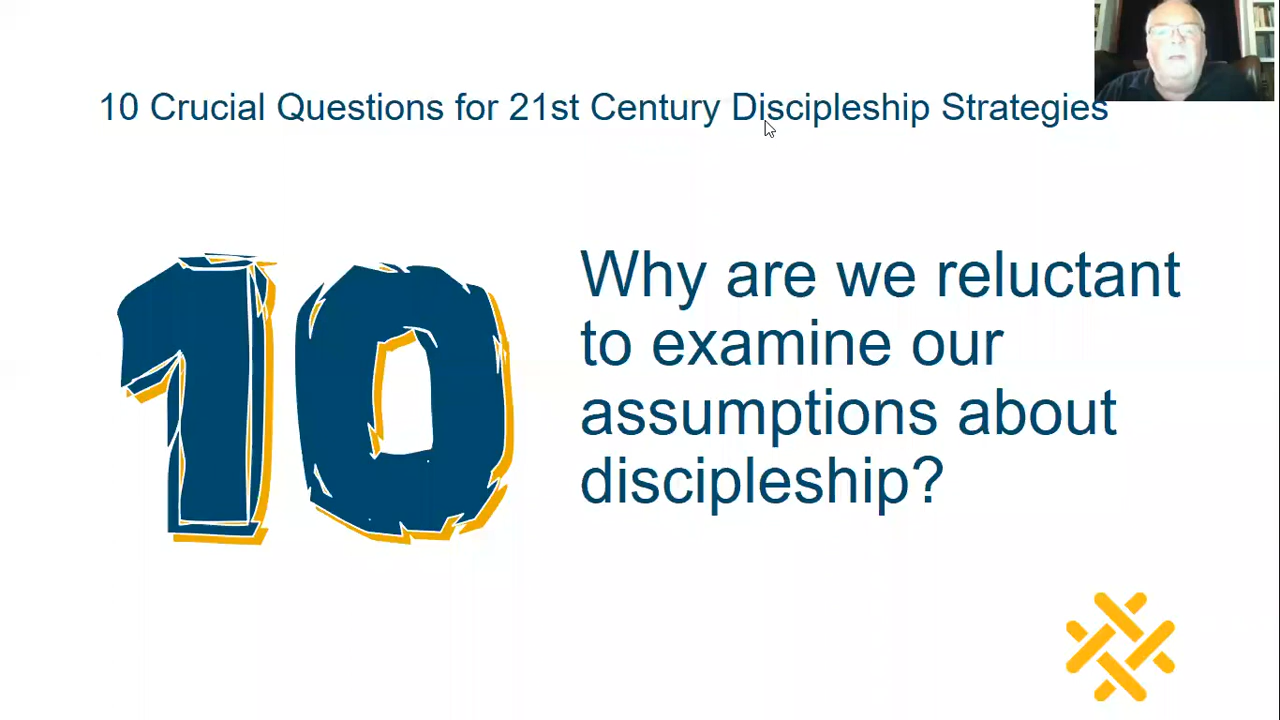 10 Crucial Questions for 21st Century Discipleship Strategies
10
Why are we reluctant
to examine our
assumptions about
discipleship?